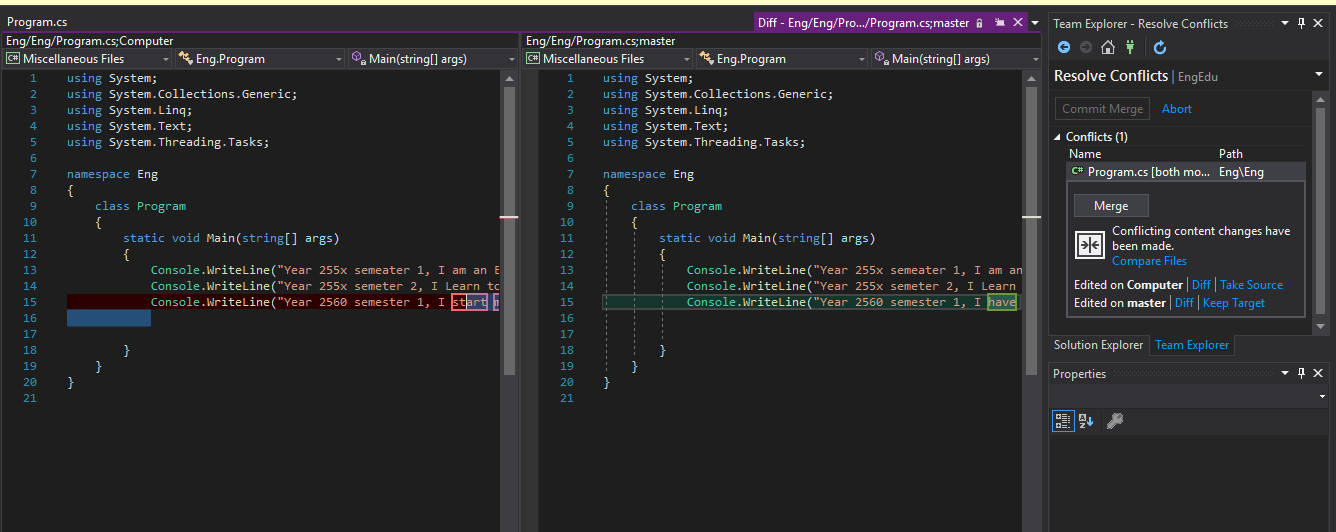 Program.cs
Diff - Eng/Eng/Pro.../Program.cs;master
Eng/Eng/Program.cs;Computer
Eng/Eng/Program.cs;master
C# Miscellaneous Files
Eng.Program
Main(string[] args)
C# Miscellaneous Files
Eng.Program
Main(string[] args)
1 using System;
2 using System.Collections.Generic;
3 using System.Linq;
4 using System.Text;
5 using System.Threading.Tasks;
6
7 namespace Eng
8 {
9 class Program
10 {
11 static void Main(string[] args)
12 {
13 Console.WriteLine("Year 255x semeater 1, I am an E
14 Console.WriteLine("Year 255x semeter 2, I Learn to
15 Console.WriteLine("Year 2560 semester 1, I start m
16
17
18 }
19 }
20 }
21
1 using System;
2 using System.Collections.Generic;
3 using System.Linq;
4 using System.Text;
5 using System.Threading.Tasks;
6
7 namespace Eng
8 {
9 class Program
10 {
11 static void Main(string[] args)
12 {
13 Console.WriteLine("Year 255x semeater 1, I am an
14 Console.WriteLine("Year 255x semeter 2, I Learn
15 Console.WriteLine("Year 2560 semester 1, I have
16
17
18 }
19 }
20 }
21
Team Explorer - Resolve Conflicts
Resolve Conflicts | EngEdu
Commit Merge Abort
Conflicts (1)
Name Path
C# Program.cs [both mo... Eng\Eng
Merge
Conflicting content changes have
been made.
Compare Files
Edited on Computer | Diff | Take Source
Edited on master | Diff | Keep Target
Solution Explorer Team Explorer
Properties